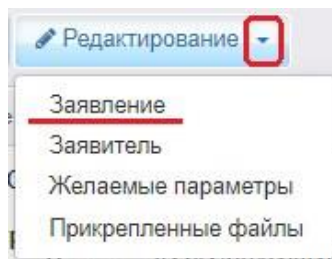 Редактирование
Заявление
Заявитель
Желаемые параметры
Прикрепленные файлы